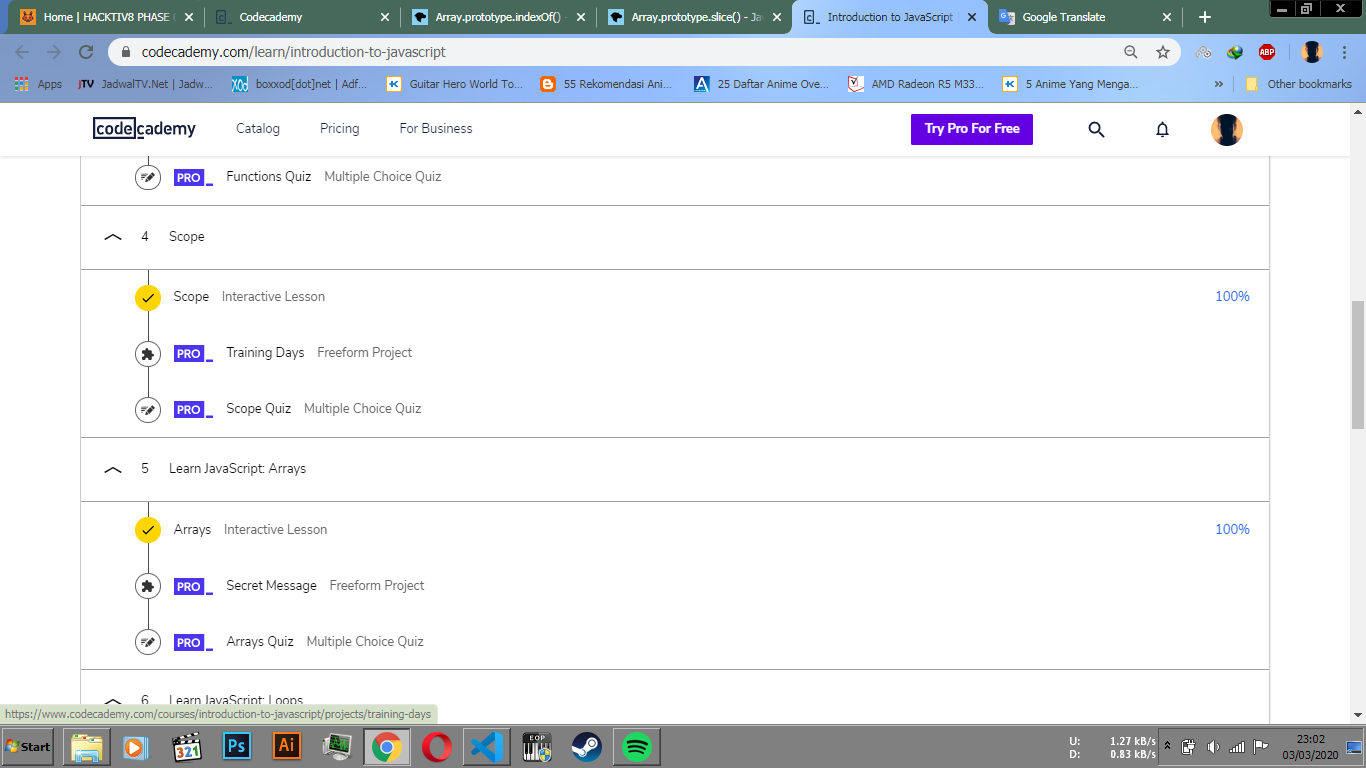 Home | HACKTIV8 PHASE
Codecademy
Array.prototype.indexOf() -
Array.prototype.slice() - Jav
Introduction to JavaScript
Google Translate
codecademy.com/learn/introduction-to-javascript
Apps
JadwalTV.Net | Jadw...
boxxod[dot]net | Adf...
Guitar Hero World To...
55 Rekomendasi Ani...
25 Daftar Anime Ove...
AMD Radeon R5 M33...
5 Anime Yang Menga...
»
Other bookmarks
codecademy
Catalog
Pricing
For Business
Try Pro For Free
PRO Functions Quiz Multiple Choice Quiz
4 Scope
Scope Interactive Lesson 100%
PRO Training Days Freeform Project
PRO Scope Quiz Multiple Choice Quiz
5 Learn JavaScript: Arrays
Arrays Interactive Lesson 100%
PRO Secret Message Freeform Project
PRO Arrays Quiz Multiple Choice Quiz
6 Learn JavaScript: Loops
https://www.codecademy.com/courses/introduction-to-javascript/projects/training-days
Start
321
Ps
Ai
EOP
U: 1.27 kB/s
D: 0.83 kB/s
23:02
03/03/2020